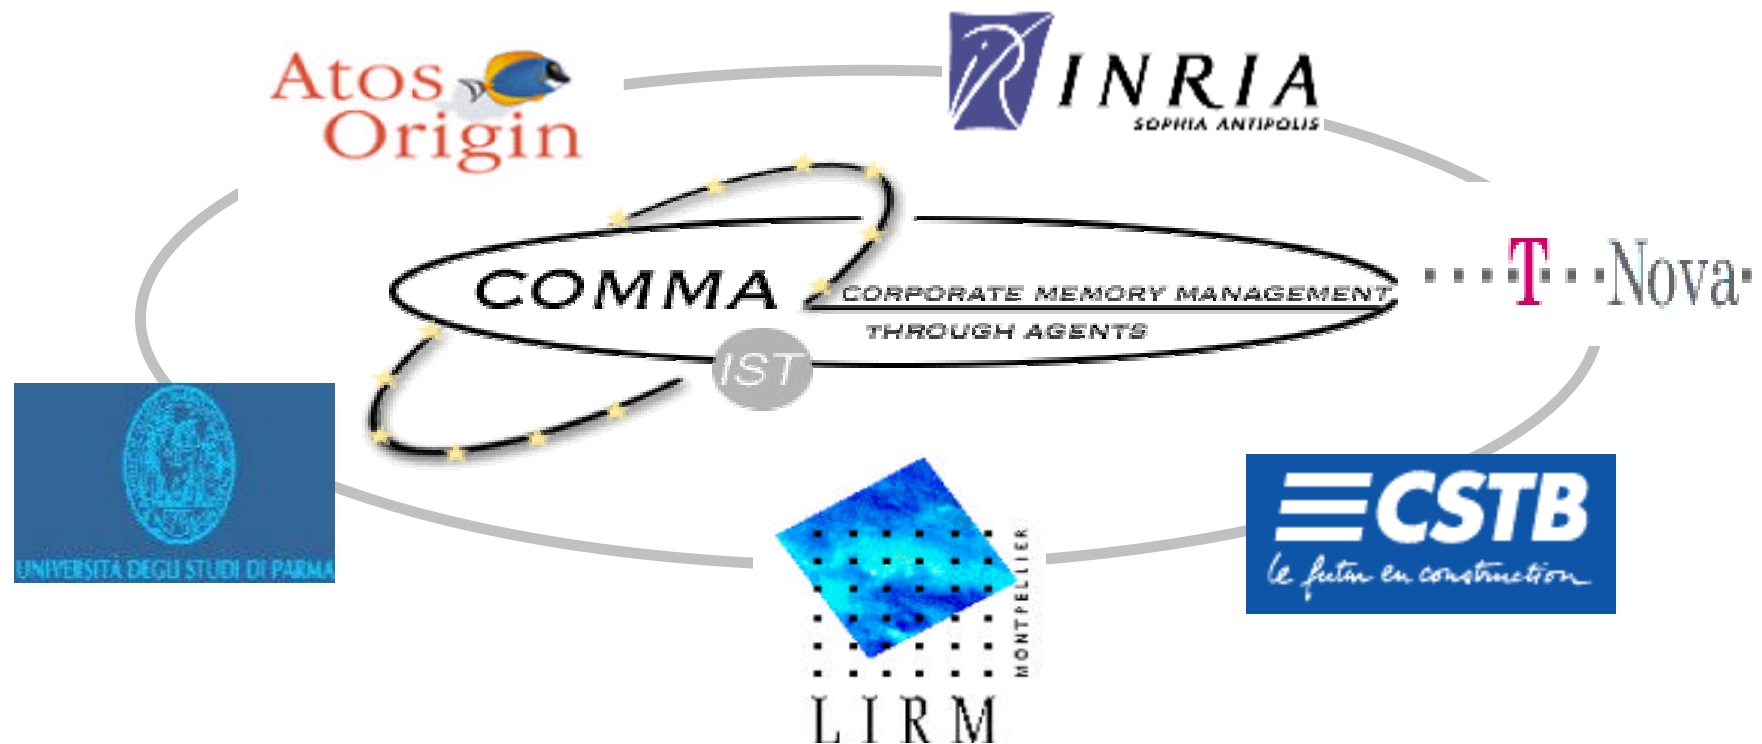 Atos
Origin
INRIA
SOPHIA ANTIPOLIS
COMMA
CORPORATE MEMORY MANAGEMENT
THROUGH AGENTS
IST
T Nova
UNIVERSITÀ DEGLI STUDI DI PARMA
CSTB
le futur en construction
MONTPELLIER
LIRM